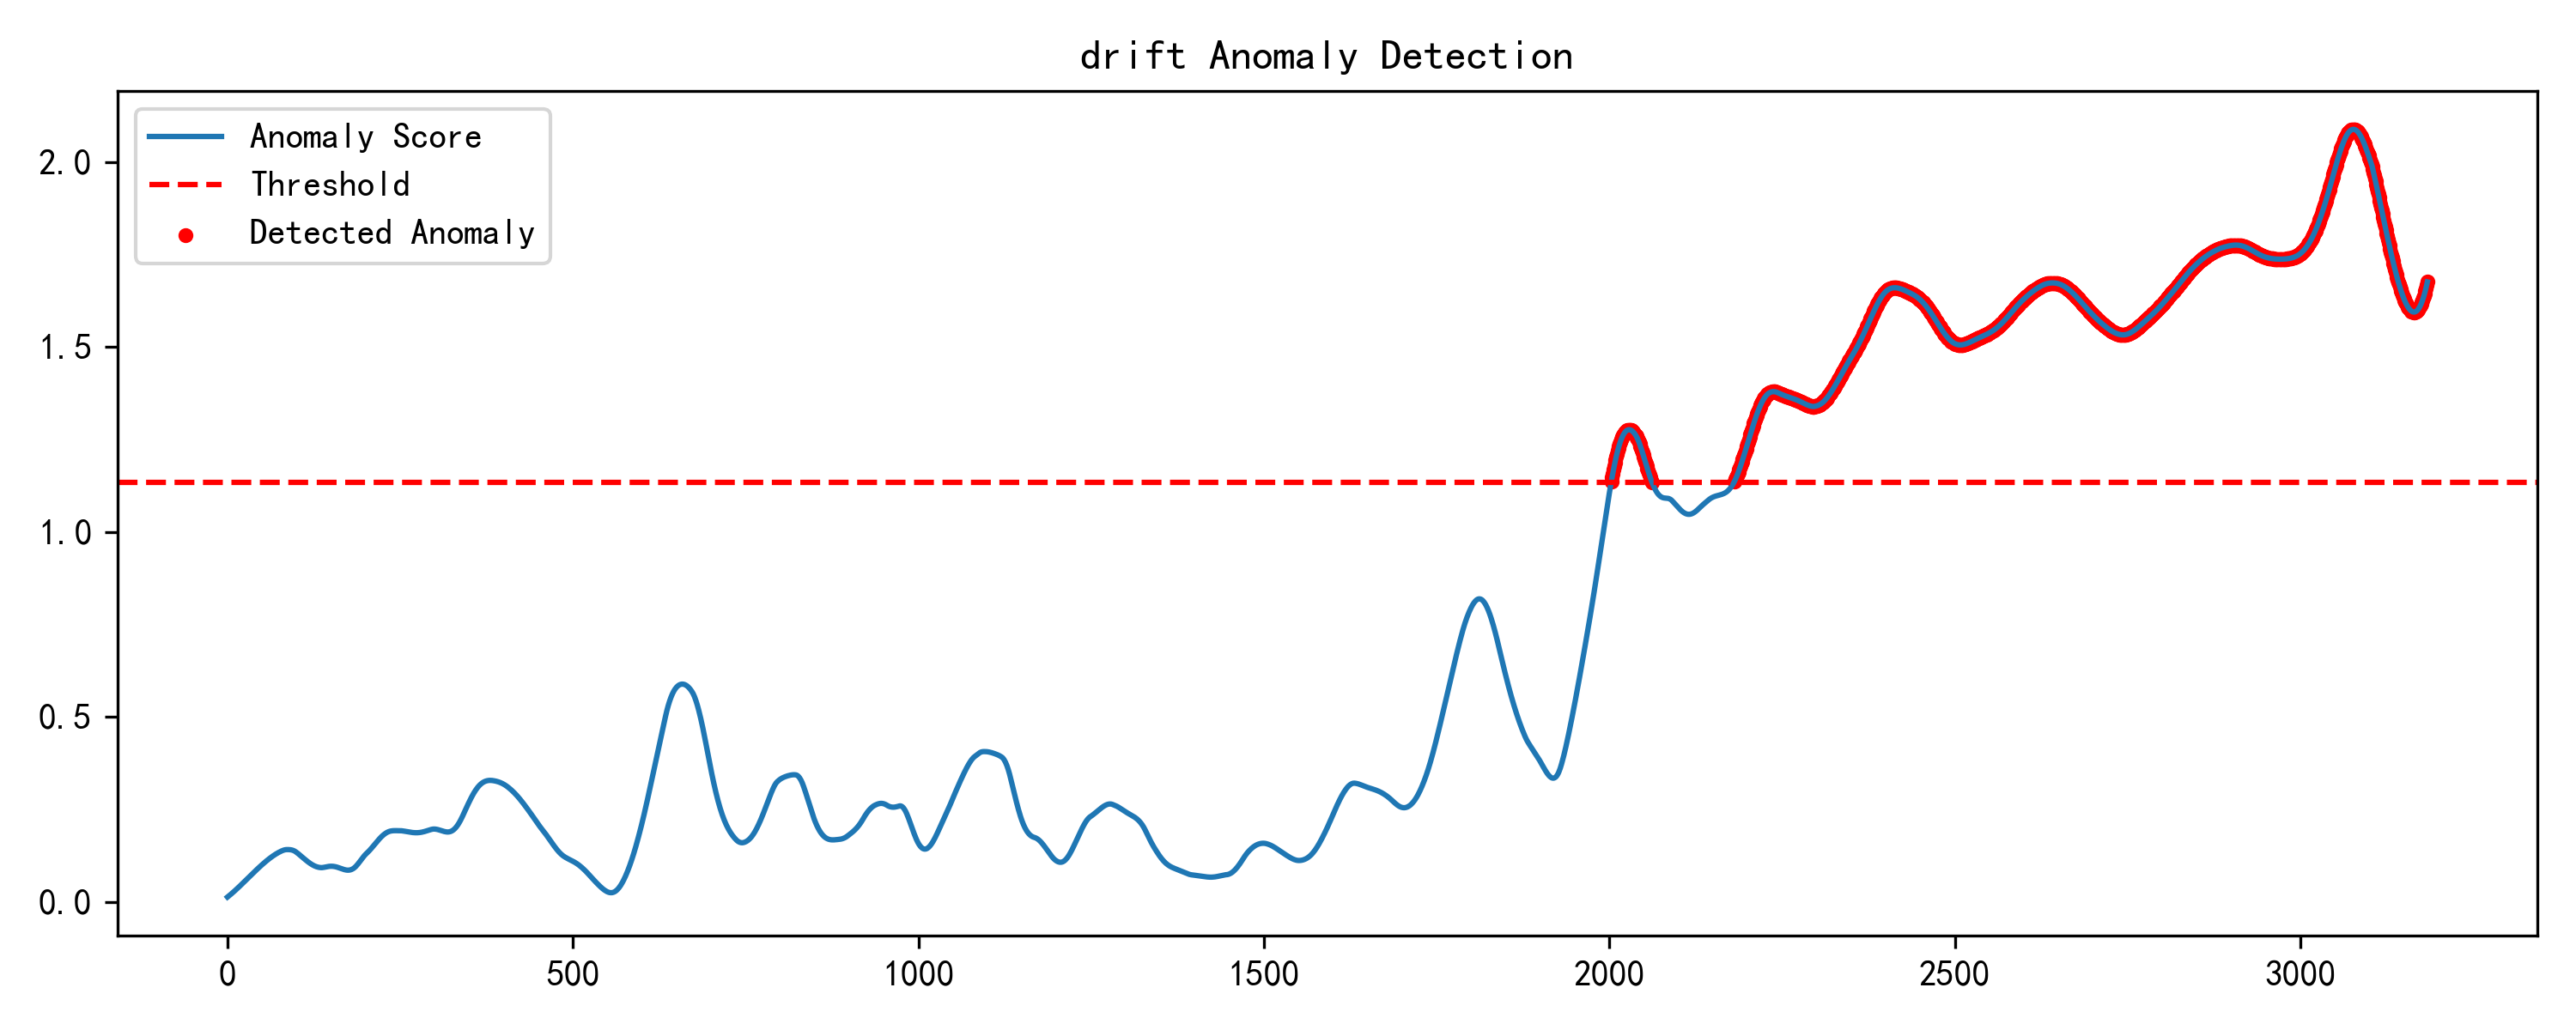 drift Anomaly Detection
Anomaly Score
Threshold
Detected Anomaly
2.0
1.5
1.0
0.5
0.0
0 500 1000 1500 2000 2500 3000